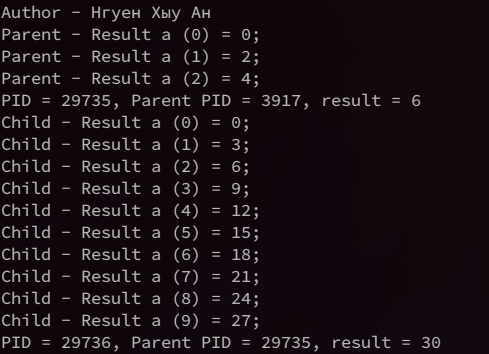 Author - Нгуен Хыу Ан
Parent - Result a (0) = 0;
Parent - Result a (1) = 2;
Parent - Result a (2) = 4;
PID = 29735, Parent PID = 3917, result = 6
Child - Result a (0) = 0;
Child - Result a (1) = 3;
Child - Result a (2) = 6;
Child - Result a (3) = 9;
Child - Result a (4) = 12;
Child - Result a (5) = 15;
Child - Result a (6) = 18;
Child - Result a (7) = 21;
Child - Result a (8) = 24;
Child - Result a (9) = 27;
PID = 29736, Parent PID = 29735, result = 30